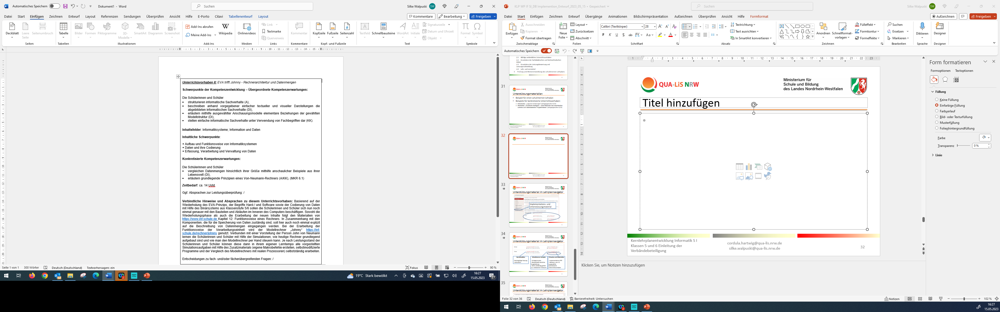 Automatisches Speichern
Dokument1 - Word
Suchen
Silke Walpuski
SW
Datei Start Einfügen Zeichnen Entwurf Layout Referenzen Sendungen Überprüfen Ansicht Hilfe E-Porto Citavi Tabellenentwurf Layout
Kommentare Bearbeitung Freigeben
Deckblatt Leere Seite Seitenumbruch Tabelle Bilder Formen Piktogramme 3D-Modelle SmartArt Diagramm Screenshot
Add-Ins abrufen
Meine Add-Ins Wikipedia Onlinevideos
Link
Textmarke
Querverweis
Kommentar Kopfzeile Fußzeile Seitenzahl Textfeld Schnellbausteine WordArt Initiale
Signaturzeile
Datum und Uhrzeit
Objekt
Formel Symbol
Seiten Tabellen Illustrationen Add-Ins Medien Links Kommentare Kopf- und Fußzeile Text Symbole
Unterrichtsvorhaben II: EVA trifft Johnny - Rechnerarchitektur und Datenmengen
Schwerpunkte der Kompetenzentwicklung – Übergeordnete Kompetenzerwartungen:
Die Schülerinnen und Schüler
• strukturieren informatische Sachverhalte (A),
• beschreiben anhand vorgegebener einfacher textueller und visueller Darstellungen die
abgebildeten informatischen Sachverhalte (DI),
• erläutern mithilfe ausgewählter Anschauungsmodelle elementare Beziehungen der gewählten
Modellstruktur (DI),
• stellen einfache informatische Sachverhalte unter Verwendung von Fachbegriffen dar (KK).
Inhaltsfelder: Informatiksysteme; Information und Daten
Inhaltliche Schwerpunkte:
• Aufbau und Funktionsweise von Informatiksystemen
• Daten und ihre Codierung
• Erfassung, Verarbeitung und Verwaltung von Daten
Konkretisierte Kompetenzerwartungen:
Die Schülerinnen und Schüler
• vergleichen Datenmengen hinsichtlich ihrer Größe mithilfe anschaulicher Beispiele aus ihrer
Lebenswelt (DI),
• erläutern grundlegende Prinzipien eines Von-Neumann-Rechners (A/KK), (MKR 6.1)
Zeitbedarf: ca. 14 Ustd.
Ggf. Absprachen zur Leistungsüberprüfung: /
Verbindliche Hinweise und Absprachen zu diesem Unterrichtsvorhaben: Basierend auf der
Wiederholung des EVA-Prinzips, der Begriffe Hard-/ und Software sowie der Codierung von Daten
mit Hilfe des Binärsystems aus Klassenstufe 5/6 sollen die Schülerinnen und Schüler sich nun noch
einmal genauer mit den Bauteilen und Abläufen im Inneren des Computers beschäftigen. Sowohl die
Wiederholungsphase als auch die Erarbeitung der neuen Inhalte folgt den Materialien von
https://www.inf-schule.de Kapitel 12: Funktionsweise eines Rechners. In Zusammenhang mit den
Komponenten, die für die Speicherung von Daten zuständig sind, soll hier auch noch einmal explizit
auf die Beschreibung von Datenmengen eingegangen werden. Bei der Erarbeitung der
Funktionsweise der Verarbeitungseinheit wird der Modellrechner „Johnny“ https://inf-
schule.de/rechner/johnny genutzt. Verbunden mit einer Vorstellung der Person John von Neumann
lernen die Schülerinnen und Schüler mit Hilfe der Simulationen, wie heutige Rechner grundlegend
aufgebaut sind und wie man den Modellrechner per Hand steuern kann. Je nach Leistungsstand der
Schülerinnen und Schüler können diese dann in ihrem eigenen Lerntempo alle vorgestellten
Simulationsaufgaben mit Hilfe des Zusatzmaterials (eigene Makrobefehle erstellen, selbstmodifizierte
Programme und der Vergleich des Modellrechners mit realen Prozessoren) selbstständig erarbeiten.
Entscheidungen zu fach- und/oder fächerübergreifenden Fragen: /
Seite 1 von 1 300 Wörter Deutsch (Deutschland) Textvorhersagen: ein Fokus 90 %
19°C Stark bewölkt
16:27
15.05.2023
27
KLP WP IF SI_DB Implemention_Entwurf_2023_05_15 • Gespeichert
Suchen
Silke Walpuski
SW
Datei Start Einfügen Zeichnen Entwurf Übergänge Animationen Bildschirmpräsentation Aufzeichnen Überprüfen Ansicht Hilfe Formformat
Aufzeichnen Freigeben
Einfügen
Ausschneiden
Kopieren
Format übertragen
Neue Folie
Layout
Zurücksetzen
Abschnitt
Calibri (Textkörper) 28
F K U S ab AV Aa
Textrichtung
Text ausrichten
In SmartArt konvertieren
Anordnen Schnellformat-vorlagen
Fülleffekt
Formkontur
Formeffekte
Suchen
Ersetzen
Markieren
Diktieren Designer
Zwischenablage Folien Schriftart Absatz Zeichnen Bearbeiten Sprache Designer
Automatisches Speichern
31
Unterstützungsmaterialien
• Beispiel für einen schulinternen Lehrplan
• Beispiele für konkretisierte Unterrichtsvorhaben:
32
33
Unterstützungsmaterial im Lehrplannavigator
Implementations- und
Unterstützungsmaterial
34
Unterstützungsmaterial im Lehrplannavigator
35
Unterstützungsmaterial im Lehrplannavigator
QUA-LiS NRW
Ministerium für
Schule und Bildung
des Landes Nordrhein-Westfalen
Titel hinzufügen
Kernlehrplanentwicklung Informatik S I
Klassen 5 und 6 Einleitung der
Verbändebeteiligung
cordula.hartwig@qua-lis.nrw.de
silke.walpuski@qua-lis.nrw.de
32
Klicken Sie, um Notizen hinzuzufügen
Form formatieren
Formoptionen Textoptionen
Füllung
Keine Füllung
Einfarbige Füllung
Farbverlauf
Bild- oder Texturfüllung
Musterfüllung
Folienhintergrundfüllung
Farbe
Transparenz 0 %
Linie
Folie 32 von 36 Deutsch (Deutschland) Barrierefreiheit: Untersuchen Notizen 102 %
16:27
15.05.2023